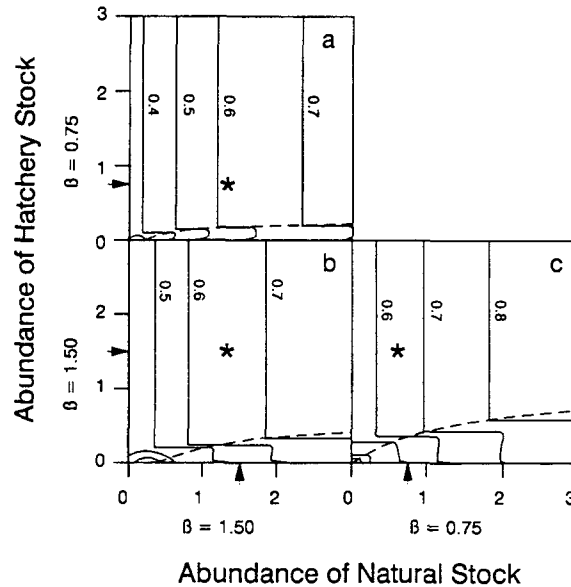 Abundance of Hatchery Stock
ß = 0.75
ß = 1.50
3
2
1
0
a
0.4
0.5
0.6
0.7
*
2
1
0
b
0.5
0.6
0.7
*
c
0.6
0.7
0.8
*
0 1 2 0 1 2 3
ß = 1.50 ß = 0.75
Abundance of Natural Stock